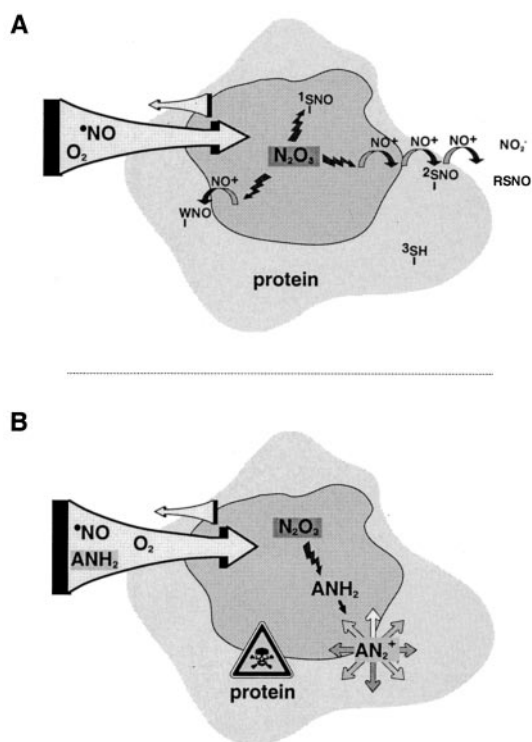 A
•NO
O₂
¹SNO
N₂O₃
NO⁺ NO⁺ NO⁺ NO₂⁻
²SNO RSNO
NO⁺
WNO
³SH
protein
B
•NO
O₂
ANH₂
N₂O₃
ANH₂
AN₂⁺
protein